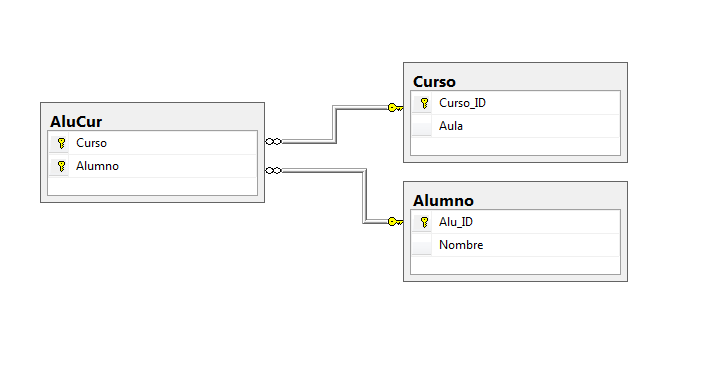 AluCur
Curso
Alumno
Curso
Curso_ID
Aula
Alumno
Alu_ID
Nombre